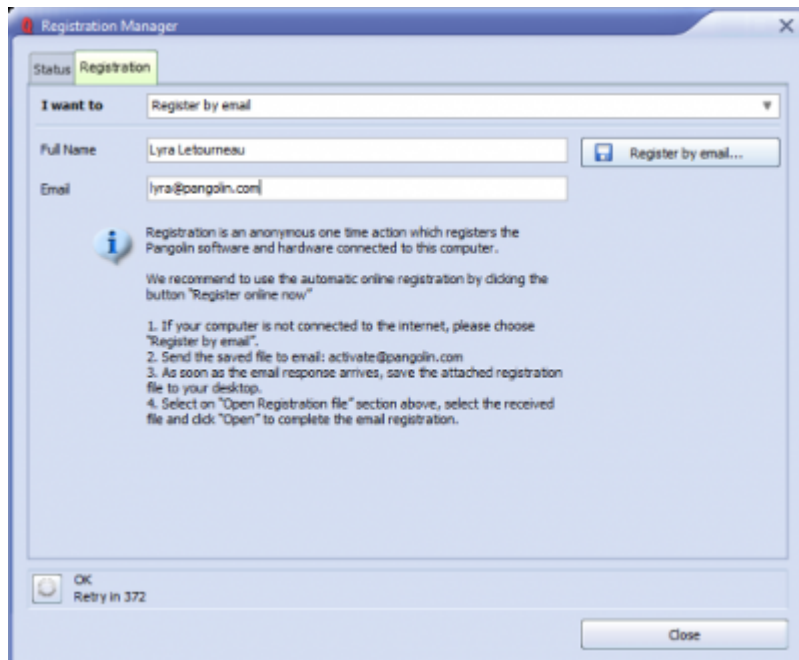 Registration Manager
Status Registration
I want to Register by email
Full Name Lyra Letourneau Register by email...
Email lyra@pangolin.com
Registration is an anonymous one time action which registers the
Pangolin software and hardware connected to this computer.
We recommend to use the automatic online registration by clicking the
button "Register online now"
1. If your computer is not connected to the internet, please choose
"Register by email".
2. Send the saved file to email: activate@pangolin.com
3. As soon as the email response arrives, save the attached registration
file to your desktop.
4. Select on "Open Registration file" section above, select the received
file and click "Open" to complete the email registration.
OK
Retry in 372
Close